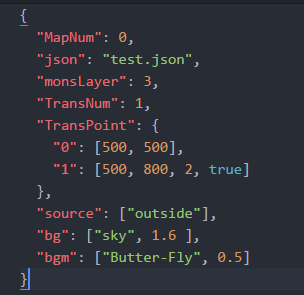 {
"MapNum": 0,
"json": "test.json",
"monsLayer": 3,
"TransNum": 1,
"TransPoint": {
"0": [500, 500],
"1": [500, 800, 2, true]
},
"source": ["outside"],
"bg": ["sky", 1.6 ],
"bgm": ["Butter-Fly", 0.5]
}